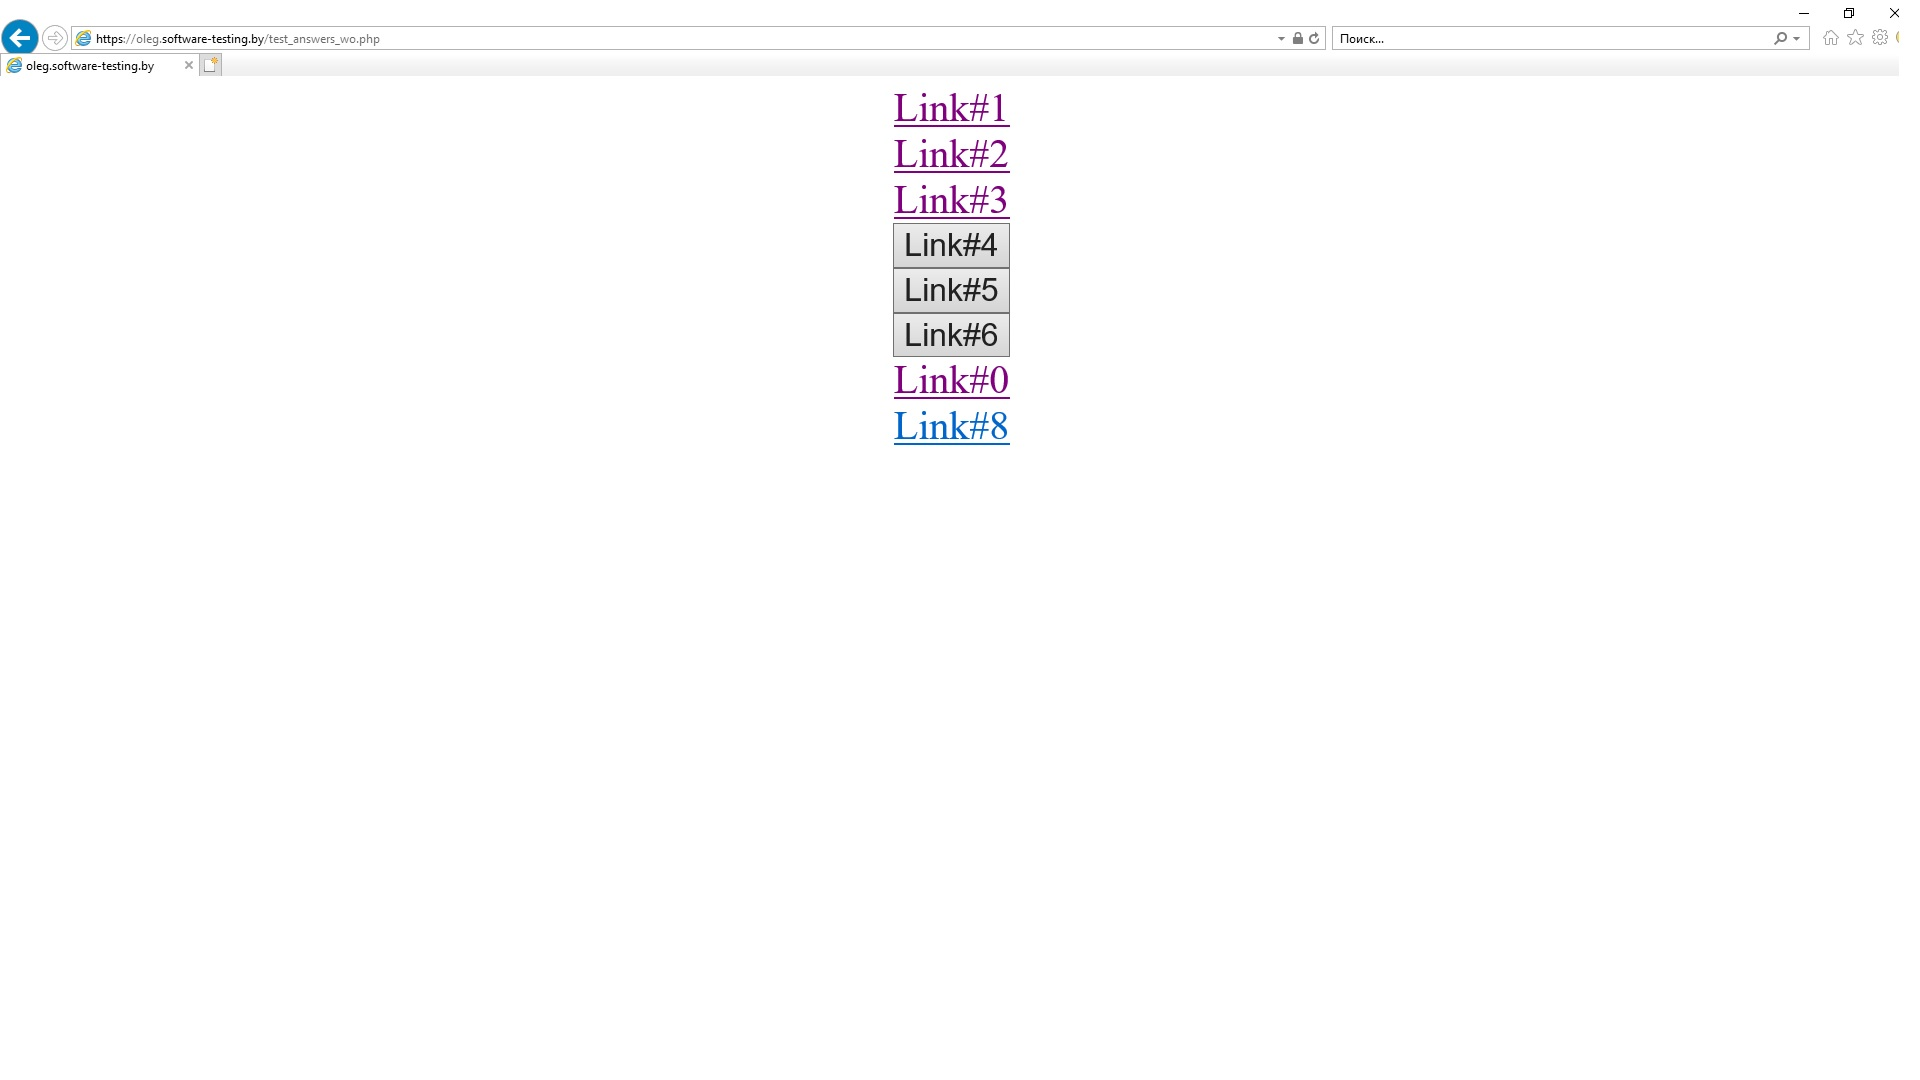 https://oleg.software-testing.by/test_answers_wo.php
Поиск...
oleg.software-testing.by
Link#1
Link#2
Link#3
Link#4
Link#5
Link#6
Link#0
Link#8